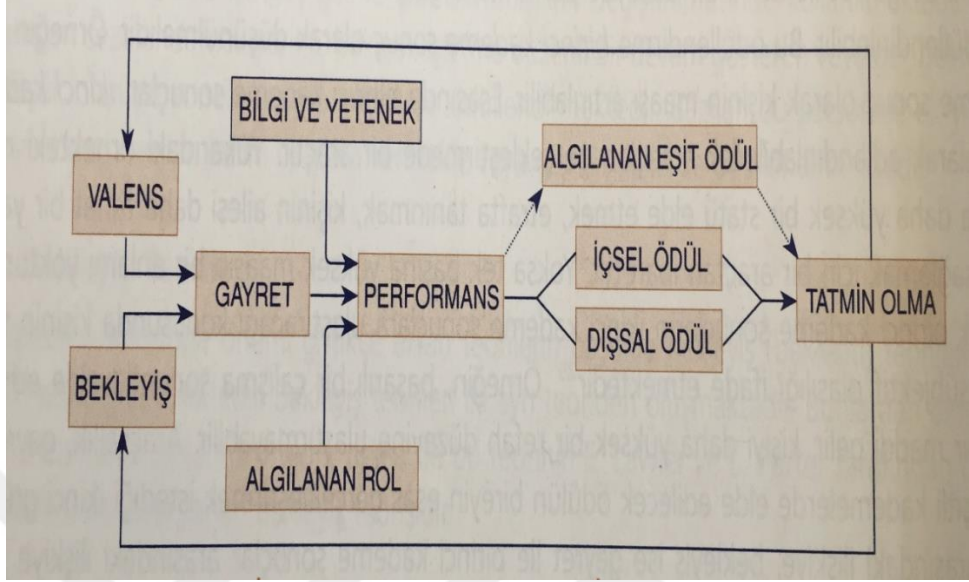 BİLGİ VE YETENEK
ALGILANAN EŞİT ÖDÜL
VALENS
İÇSEL ÖDÜL
GAYRET
PERFORMANS
TATMİN OLMA
DIŞSAL ÖDÜL
BEKLEYİŞ
ALGILANAN ROL